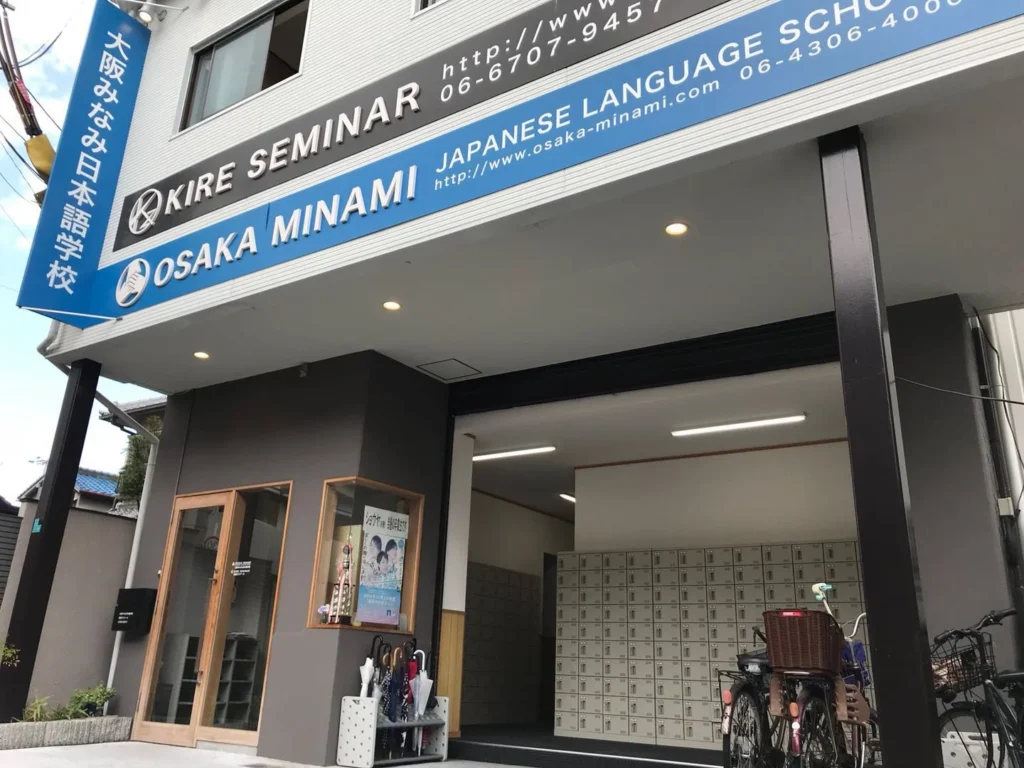 大阪みなみ日本語学校
KIRE SEMINAR
http://www.
06-6707-9457
OSAKA MINAMI
JAPANESE LANGUAGE SCHO
http://www.osaka-minami.com 06-4306-4000